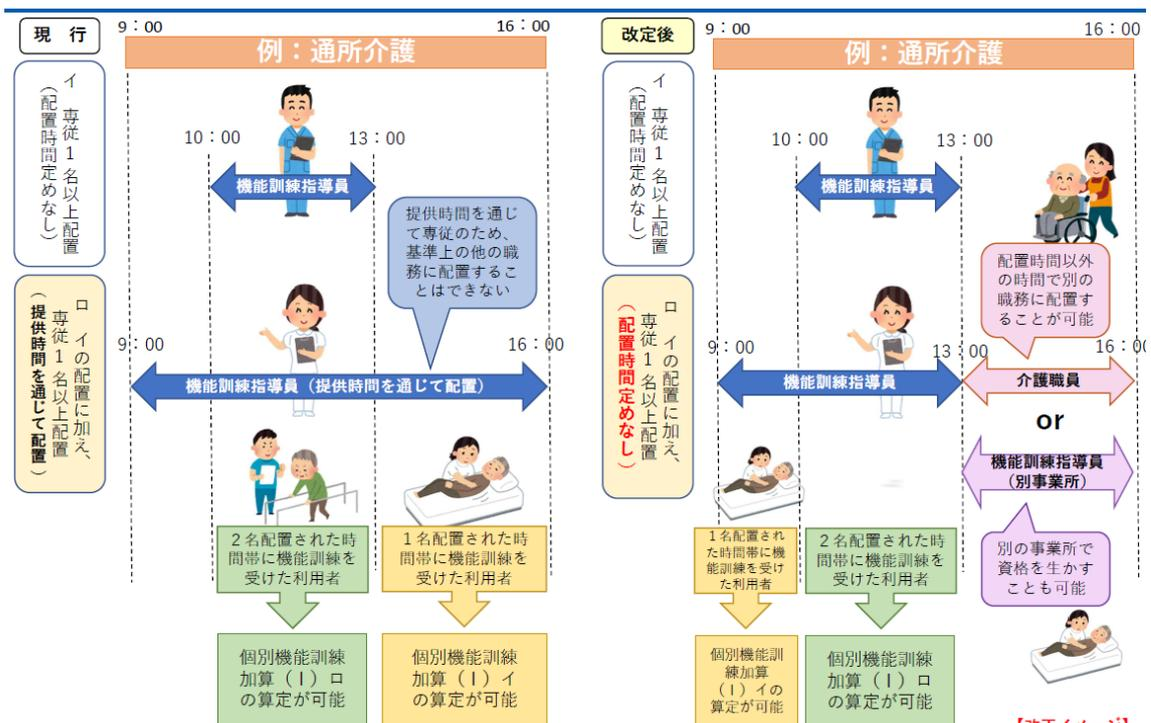 現　行
9：00
16：00
例：通所介護
イ　専従1名以上配置
（配置時間定めなし）
10：00
13：00
機能訓練指導員
提供時間を通じ
て専従のため、
基準上の他の職
務に配置するこ
とはできない
ロ　イの配置に加え、
専従1名以上配置
（提供時間を通じて配置）
9：00
16：00
機能訓練指導員（提供時間を通じて配置）
2名配置された時
間帯に機能訓練を
受けた利用者
1名配置された時
間帯に機能訓練を
受けた利用者
個別機能訓練
加算（Ⅰ）ロ
の算定が可能
個別機能訓練
加算（Ⅰ）イ
の算定が可能
改定後
9：00
16：00
例：通所介護
イ　専従1名以上配置
（配置時間定めなし）
10：00
13：00
機能訓練指導員
配置時間以外
の時間で別の
職務に配置す
ることが可能
ロ　イの配置に加え、
専従1名以上配置
（配置時間定めなし）
9：00
13：00
16：00
機能訓練指導員
介護職員
or
機能訓練指導員
（別事業所）
別の事業所で
資格を生かす
ことも可能
1名配置され
た時間帯に機
能訓練を受け
た利用者
2名配置された時
間帯に機能訓練を
受けた利用者
個別機能訓
練加算
（Ⅰ）イの
算定が可能
個別機能訓練
加算（Ⅰ）ロ
の算定が可能